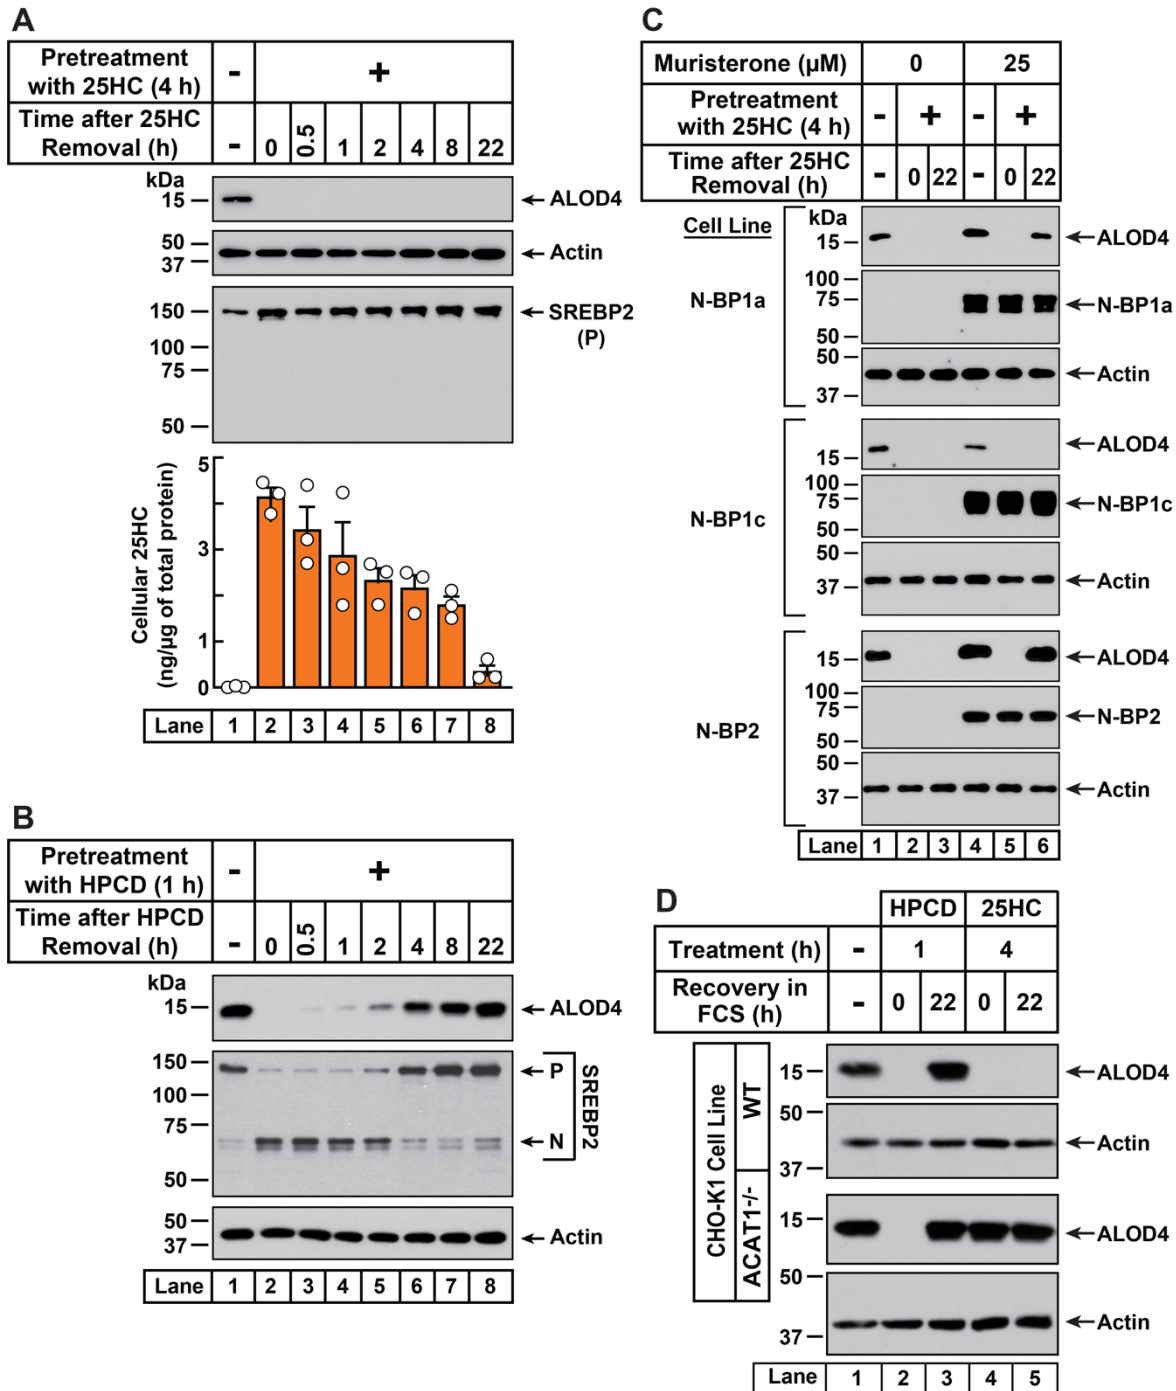 A
Pretreatment with 25HC (4 h) - +
Time after 25HC Removal (h) - 0 0.5 1 2 4 8 22
kDa
15 ALOD4
50
37 Actin
150 SREBP2 (P)
100
75
50
Cellular 25HC (ng/µg of total protein)
5
3
1
0
Lane 1 2 3 4 5 6 7 8
B
Pretreatment with HPCD (1 h) - +
Time after HPCD Removal (h) - 0 0.5 1 2 4 8 22
kDa
15 ALOD4
150 P
100
75 N
50
SREBP2
50
37 Actin
Lane 1 2 3 4 5 6 7 8
C
Muristerone (µM) 0 25
Pretreatment with 25HC (4 h) - + - +
Time after 25HC Removal (h) - 0 22 - 0 22
Cell Line
kDa
15 ALOD4
N-BP1a
100
75 N-BP1a
50
50
37 Actin
15 ALOD4
N-BP1c
100
75 N-BP1c
50
50
37 Actin
15 ALOD4
N-BP2
100
75 N-BP2
50
50
37 Actin
Lane 1 2 3 4 5 6
D
HPCD 25HC
Treatment (h) - 1 4
Recovery in FCS (h) - 0 22 0 22
CHO-K1 Cell Line
WT
15 ALOD4
50
37 Actin
ACAT1-/-
15 ALOD4
50
37 Actin
Lane 1 2 3 4 5